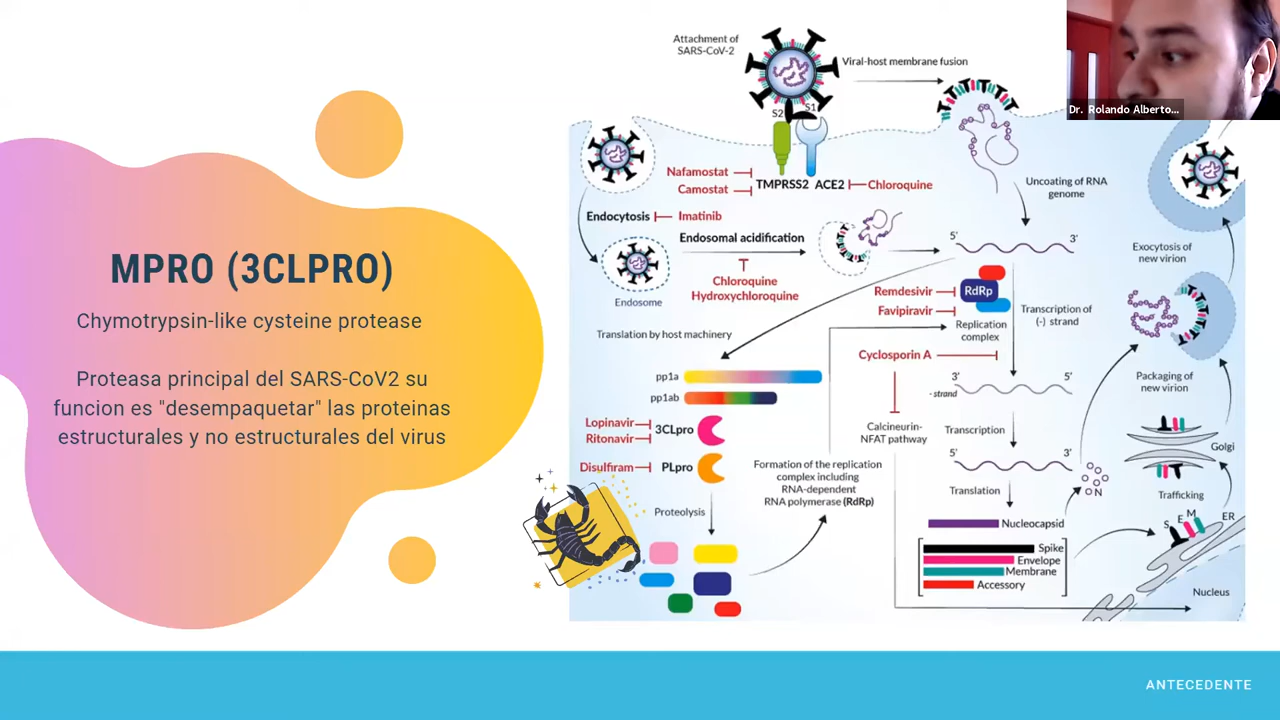 MPRO (3CLPRO)
Chymotrypsin-like cysteine protease
Proteasa principal del SARS-CoV2 su
funcion es "desempaquetar" las proteinas
estructurales y no estructurales del virus
Attachment of
SARS-CoV-2
Viral-host membrane fusion
S2
S1
Nafamostat
Camostat
TMPRSS2
ACE2
Chloroquine
Uncoating of RNA
genome
Endocytosis
Imatinib
Endosomal acidification
Chloroquine
Hydroxychloroquine
Endosome
5'
3'
Exocytosis of
new virion
Remdesivir
Favipiravir
RdRp
Replication
complex
Transcription of
(-) strand
Translation by host machinery
Cyclosporin A
pp1a
pp1ab
3'
5'
- strand
Packaging of
new virion
Lopinavir
Ritonavir
3CLpro
Calcineurin-
NFAT pathway
Transcription
Golgi
Disulfiram
PLpro
5'
3'
Formation of the replication
complex including
RNA-dependent
RNA polymerase (RdRp)
Translation
N
Trafficking
Proteolysis
Nucleocapsid
S
E
M
ER
Spike
Envelope
Membrane
Accessory
Nucleus
Dr. Rolando Alberto...
ANTECEDENTE